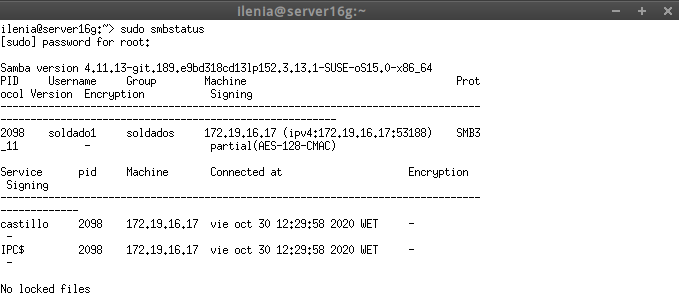 ilenia@server16g:~
ilenia@server16g:~> sudo smbstatus
[sudo] password for root:
Samba version 4.11.13-git.189.e9bd318cd13lp152.3.13.1-SUSE-oS15.0-x86_64
PID Username Group Machine Prot
ocol Version Encryption Signing
--------------------------------------------------------------------------------
--------------------------------------------------------
2098 soldado1 soldados 172.19.16.17 (ipv4:172.19.16.17:53188) SMB3
_11 - partial(AES-128-CMAC)
Service pid Machine Connected at Encryption
Signing
--------------------------------------------------------------------------------
-------------
castillo 2098 172.19.16.17 vie oct 30 12:29:58 2020 WET -
-
IPC$ 2098 172.19.16.17 vie oct 30 12:29:58 2020 WET -
-
No locked files